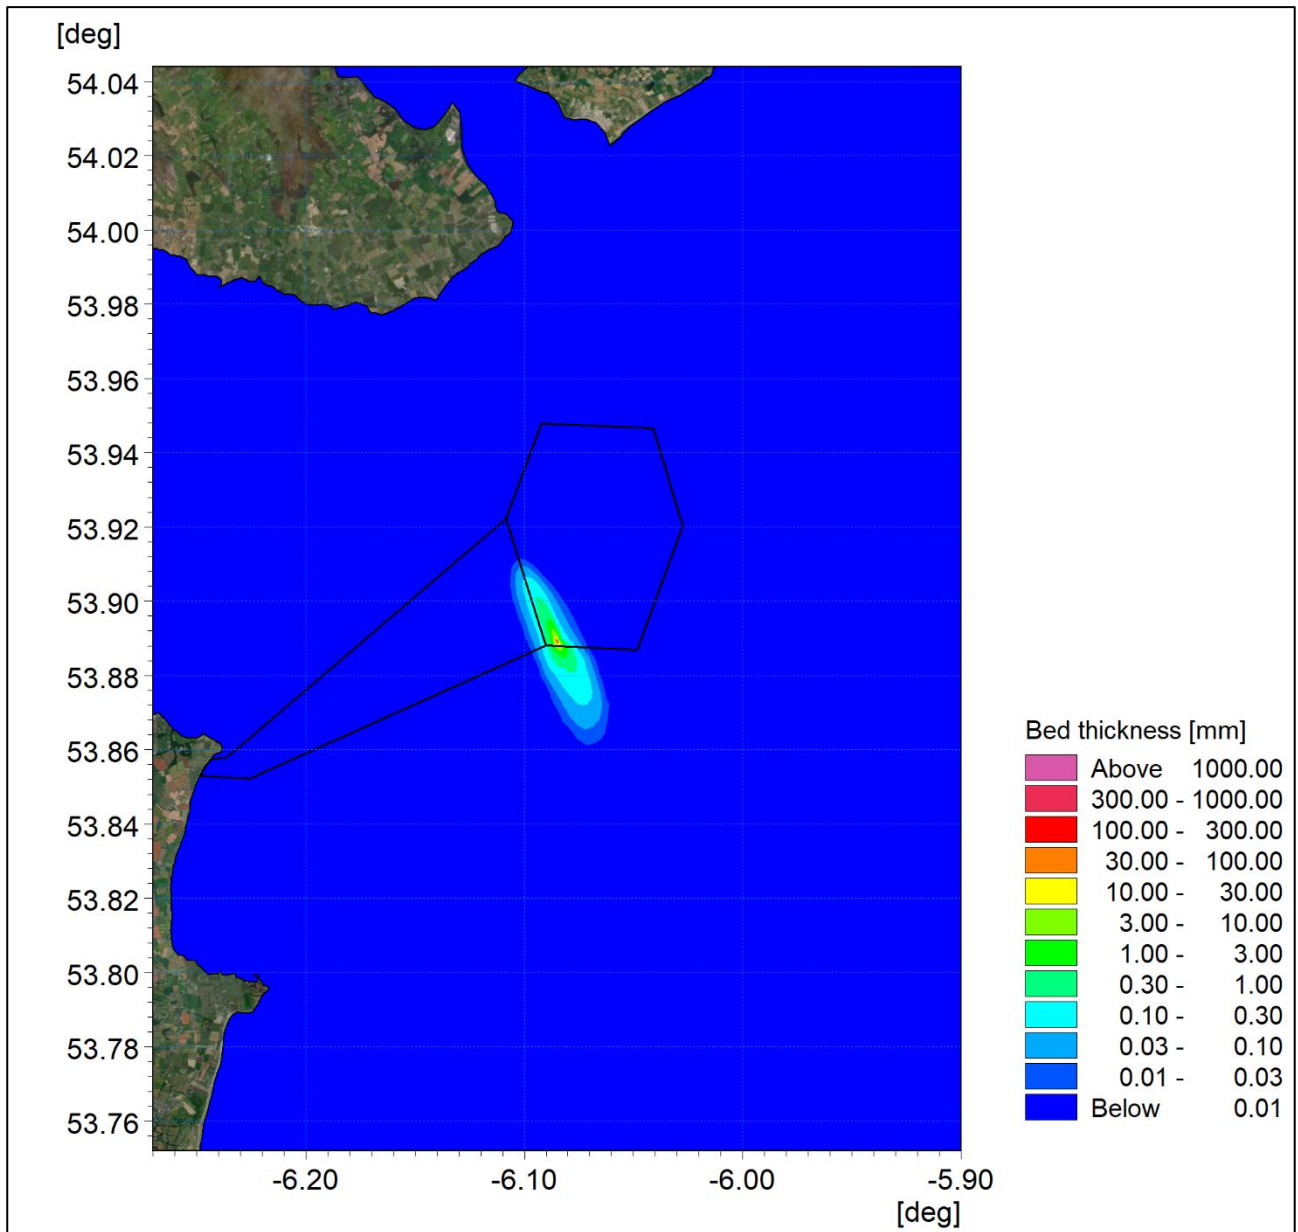 [deg]
54.04
54.02
54.00
53.98
53.96
53.94
53.92
53.90
53.88
53.86
53.84
53.82
53.80
53.78
53.76
-6.20 -6.10 -6.00 -5.90
[deg]
Bed thickness [mm]
Above 1000.00
300.00 - 1000.00
100.00 - 300.00
30.00 - 100.00
10.00 - 30.00
3.00 - 10.00
1.00 - 3.00
0.30 - 1.00
0.10 - 0.30
0.03 - 0.10
0.01 - 0.03
Below 0.01